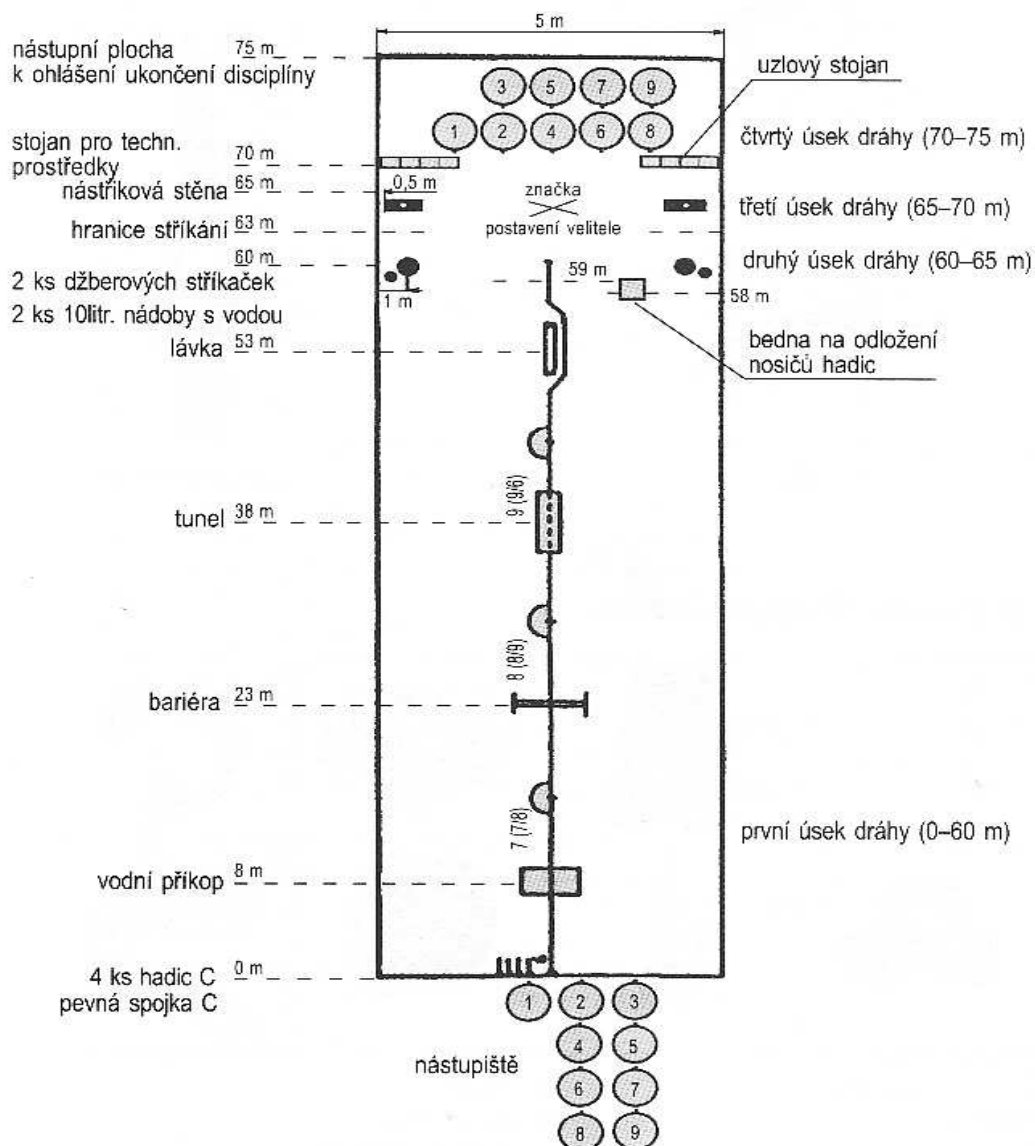 5 m
nástupní plocha
k ohlášení ukončení disciplíny
75 m
uzlový stojan
3 5 7 9
1 2 4 6 8
čtvrtý úsek dráhy (70–75 m)
stojan pro techn.
prostředky
70 m
nástřiková stěna
65 m
0,5 m
značka
postavení velitele
třetí úsek dráhy (65–70 m)
hranice stříkání
63 m
60 m
59 m
druhý úsek dráhy (60–65 m)
2 ks džberových stříkaček
1 m
58 m
2 ks 10litr. nádoby s vodou
lávka
53 m
bedna na odložení
nosičů hadic
9 (9/6)
tunel
38 m
8 (8/9)
bariéra
23 m
7 (7/8)
první úsek dráhy (0–60 m)
vodní příkop
8 m
4 ks hadic C
0 m
pevná spojka C
1 2 3
4 5
nástupiště
6 7
8 9